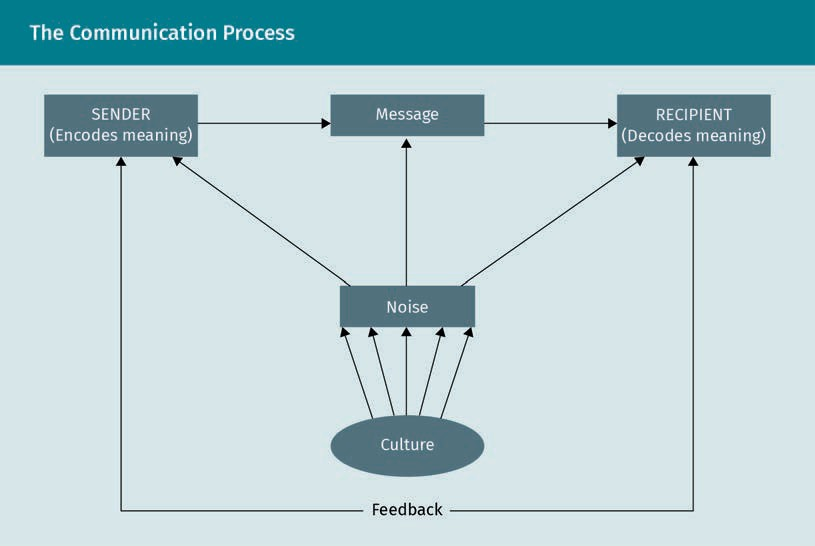 The Communication Process
SENDER
(Encodes meaning)
Message
RECIPIENT
(Decodes meaning)
Noise
Culture
Feedback